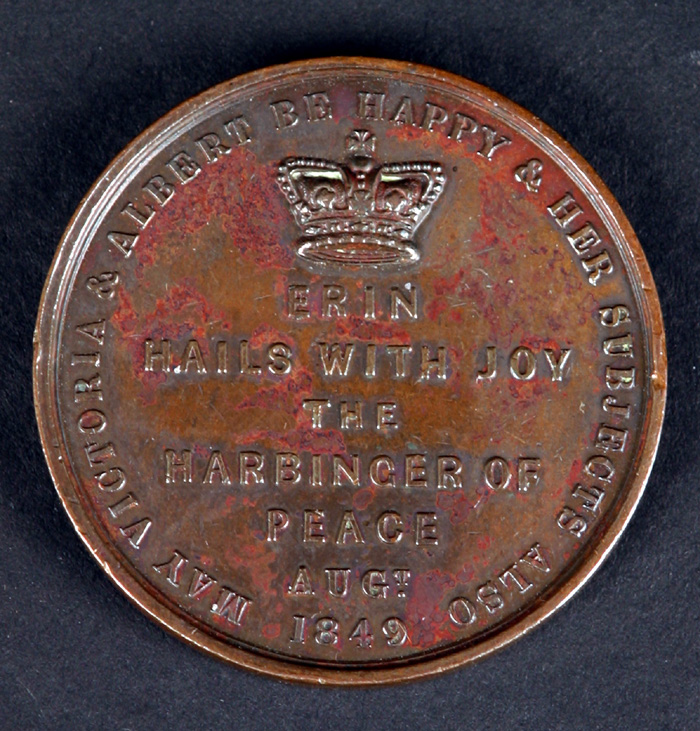 MAY VICTORIA & ALBERT BE HAPPY & HER SUBJECTS ALSO
ERIN
HAILS WITH JOY
THE
HARBINGER OF
PEACE
AUGT
1849